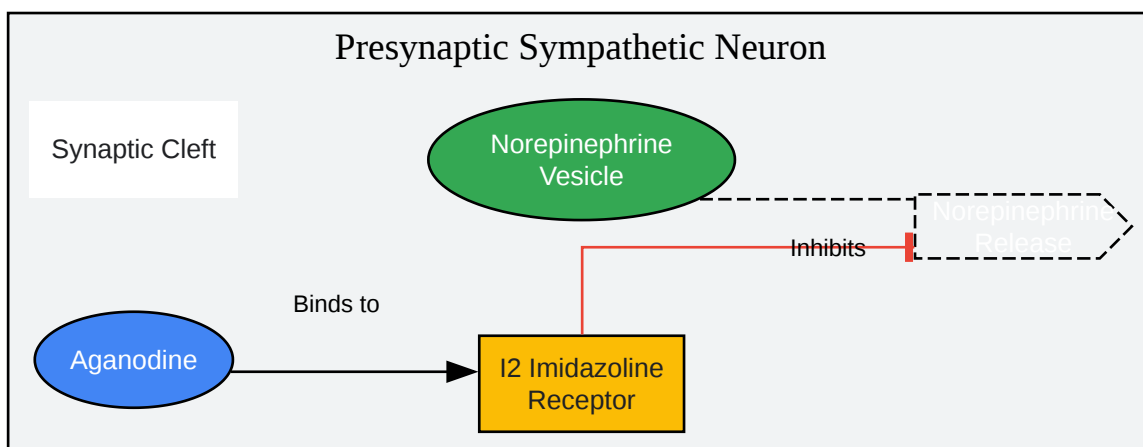 Presynaptic Sympathetic Neuron
Synaptic Cleft
Norepinephrine
Vesicle
Norepinephrine
Release
Inhibits
Binds to
Aganodine
I2 Imidazoline
Receptor